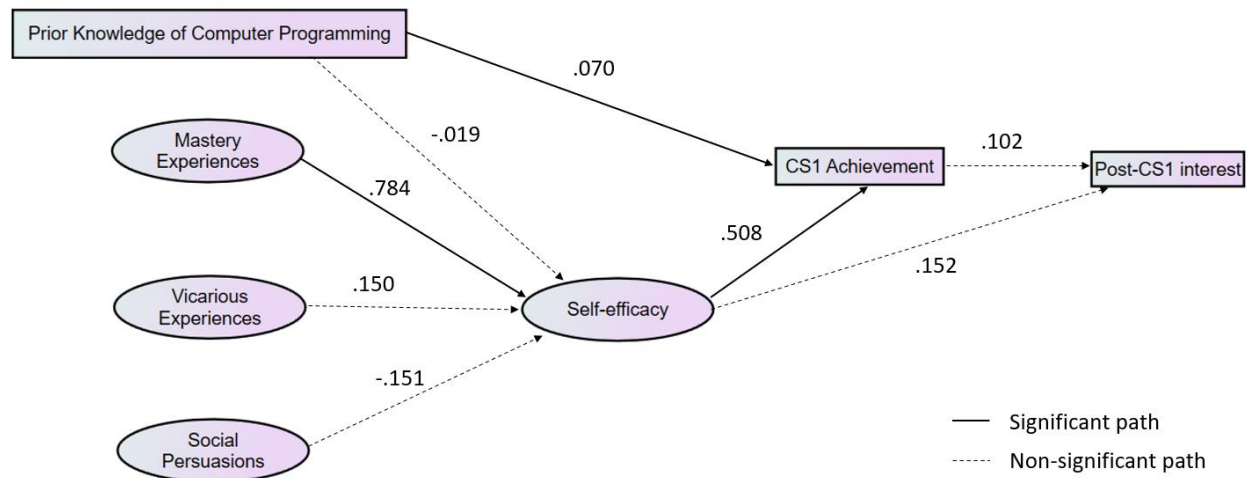 Prior Knowledge of Computer Programming
.070
-.019
Mastery
Experiences
CS1 Achievement
.102
Post-CS1 interest
.784
.508
.152
Vicarious
Experiences
.150
Self-efficacy
-.151
Social
Persuasions
Significant path
Non-significant path